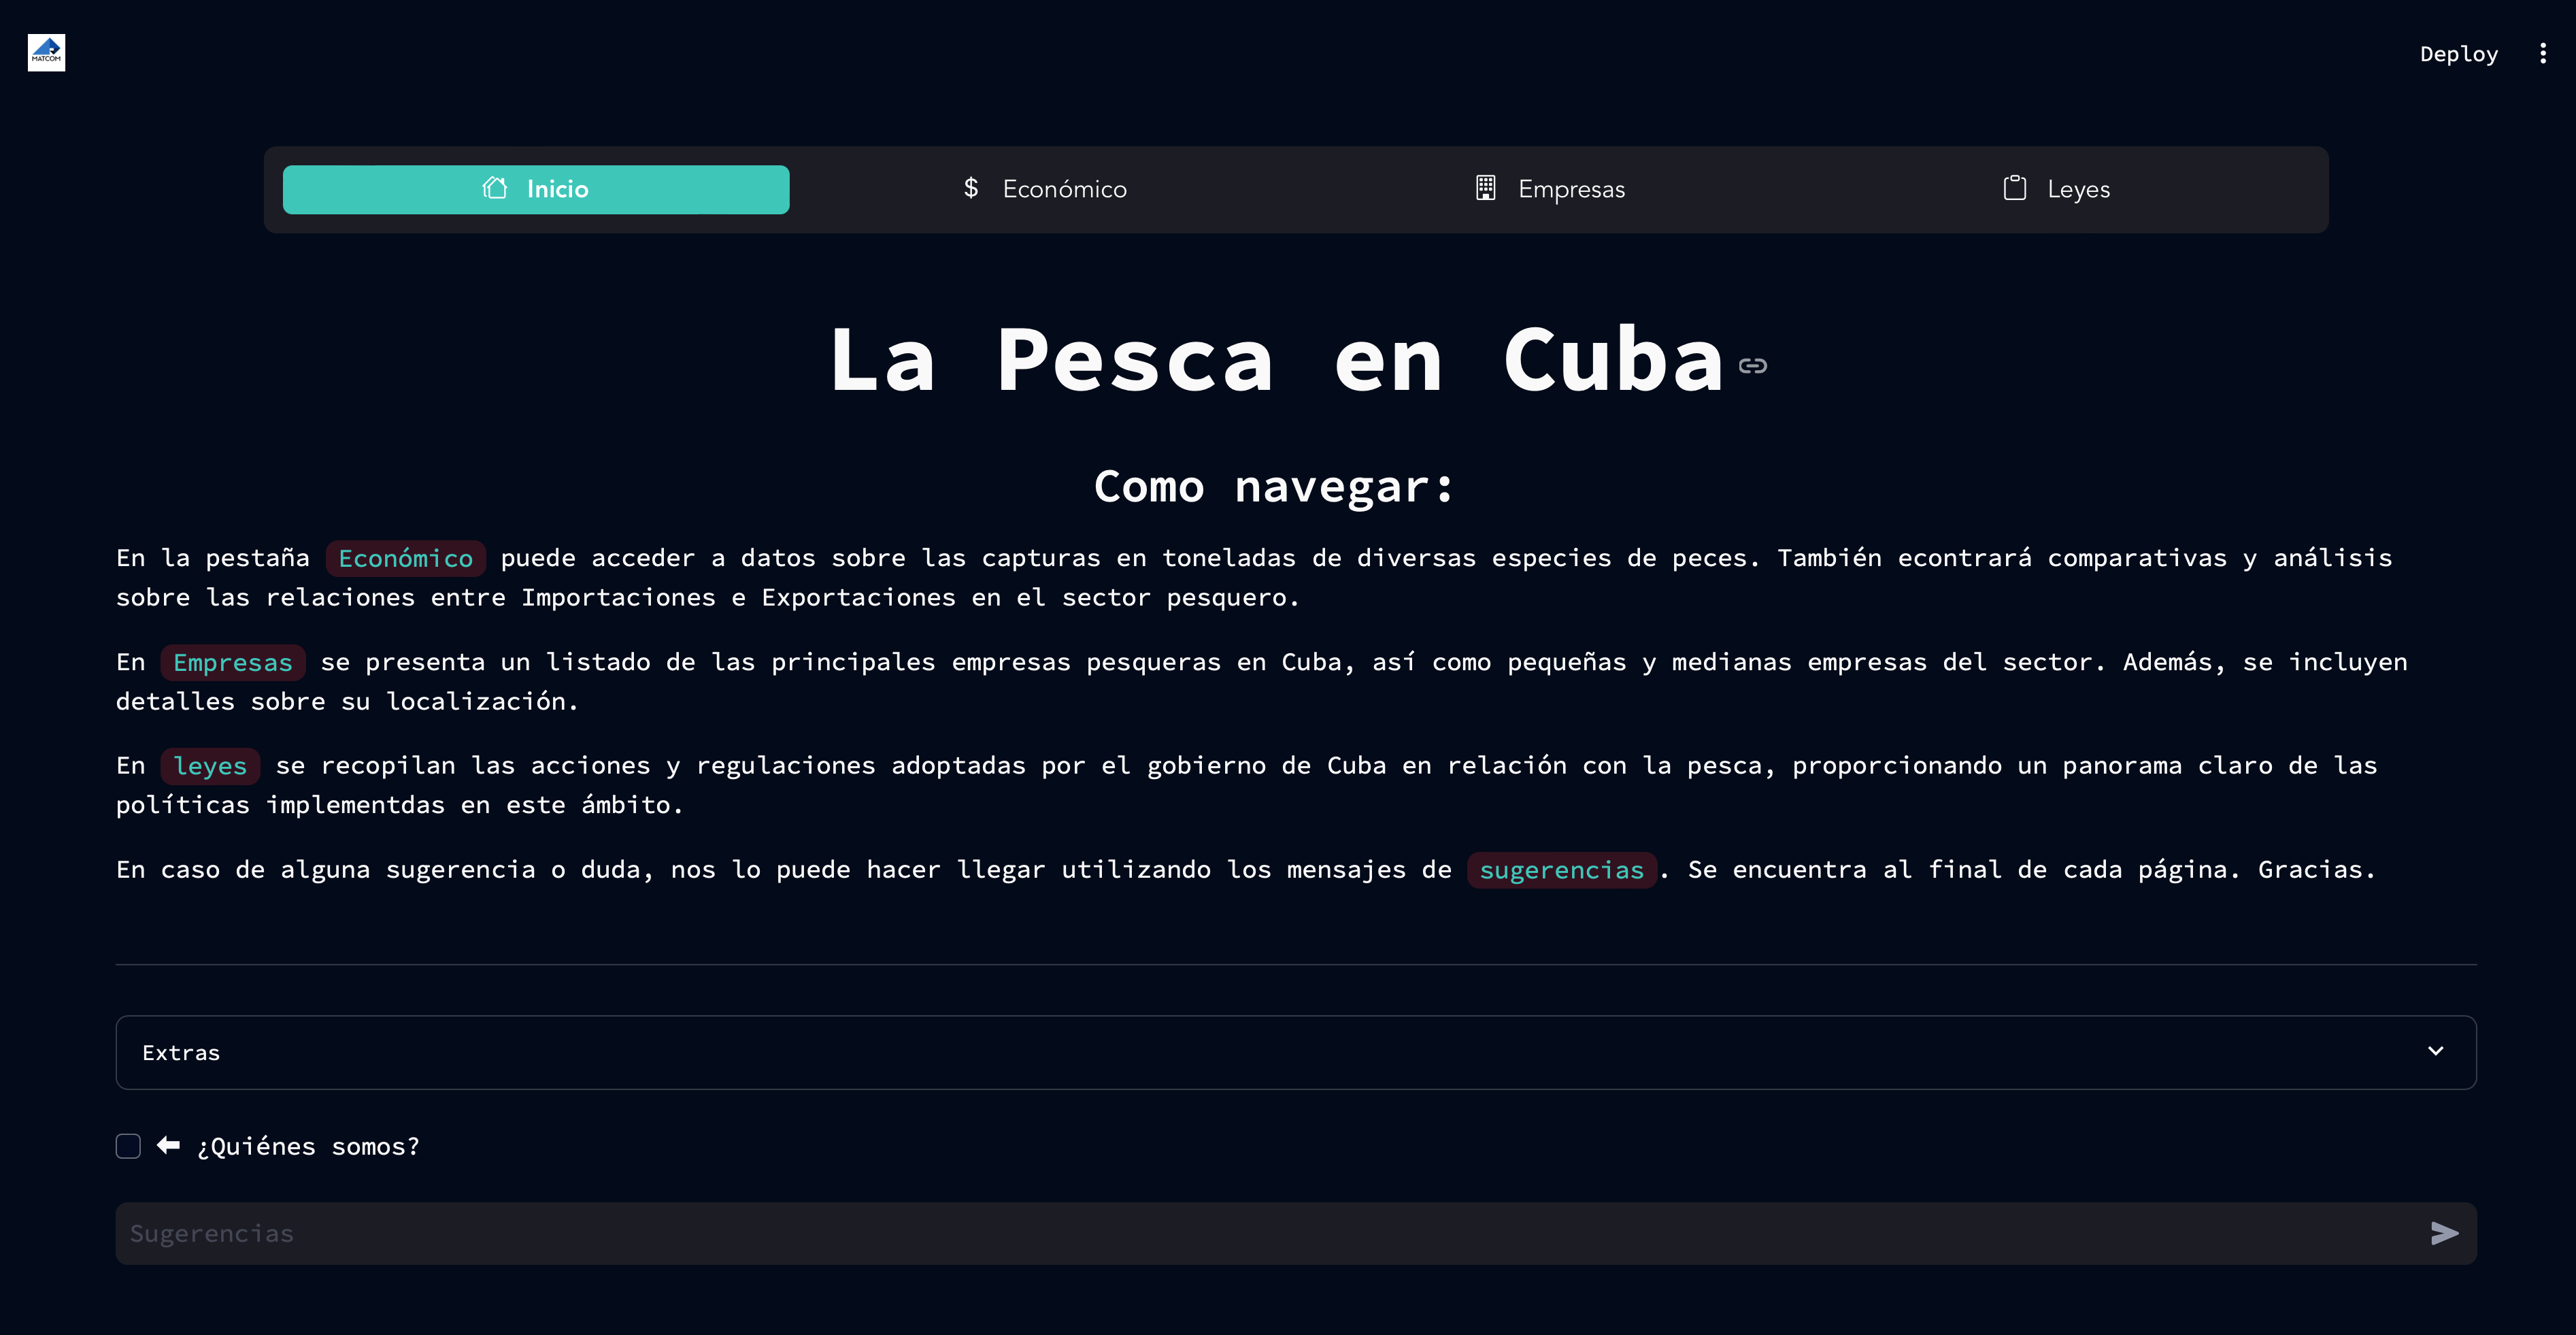 MATCOM
Deploy
Inicio
$ Económico
Empresas
Leyes
La Pesca en Cuba
Como navegar:
En la pestaña Económico puede acceder a datos sobre las capturas en toneladas de diversas especies de peces. También econtrará comparativas y análisis
sobre las relaciones entre Importaciones e Exportaciones en el sector pesquero.
En Empresas se presenta un listado de las principales empresas pesqueras en Cuba, así como pequeñas y medianas empresas del sector. Además, se incluyen
detalles sobre su localización.
En leyes se recopilan las acciones y regulaciones adoptadas por el gobierno de Cuba en relación con la pesca, proporcionando un panorama claro de las
políticas implementdas en este ámbito.
En caso de alguna sugerencia o duda, nos lo puede hacer llegar utilizando los mensajes de sugerencias. Se encuentra al final de cada página. Gracias.
Extras
¿Quiénes somos?
Sugerencias